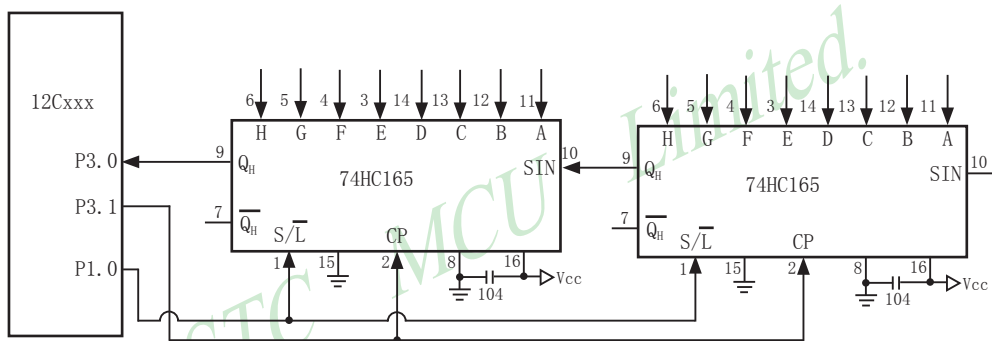 12Cxxx
P3.0
P3.1
P1.0
6 5 4 3 14 13 12 11
H G F E D C B A
9 QH 74HC165 SIN 10
7 QH
S/L CP
1 15 2 8 16
104 Vcc
6 5 4 3 14 13 12 11
H G F E D C B A
9 QH 74HC165 SIN 10
7 QH
S/L CP
1 15 2 8 16
104 Vcc
STC MCU Limited.